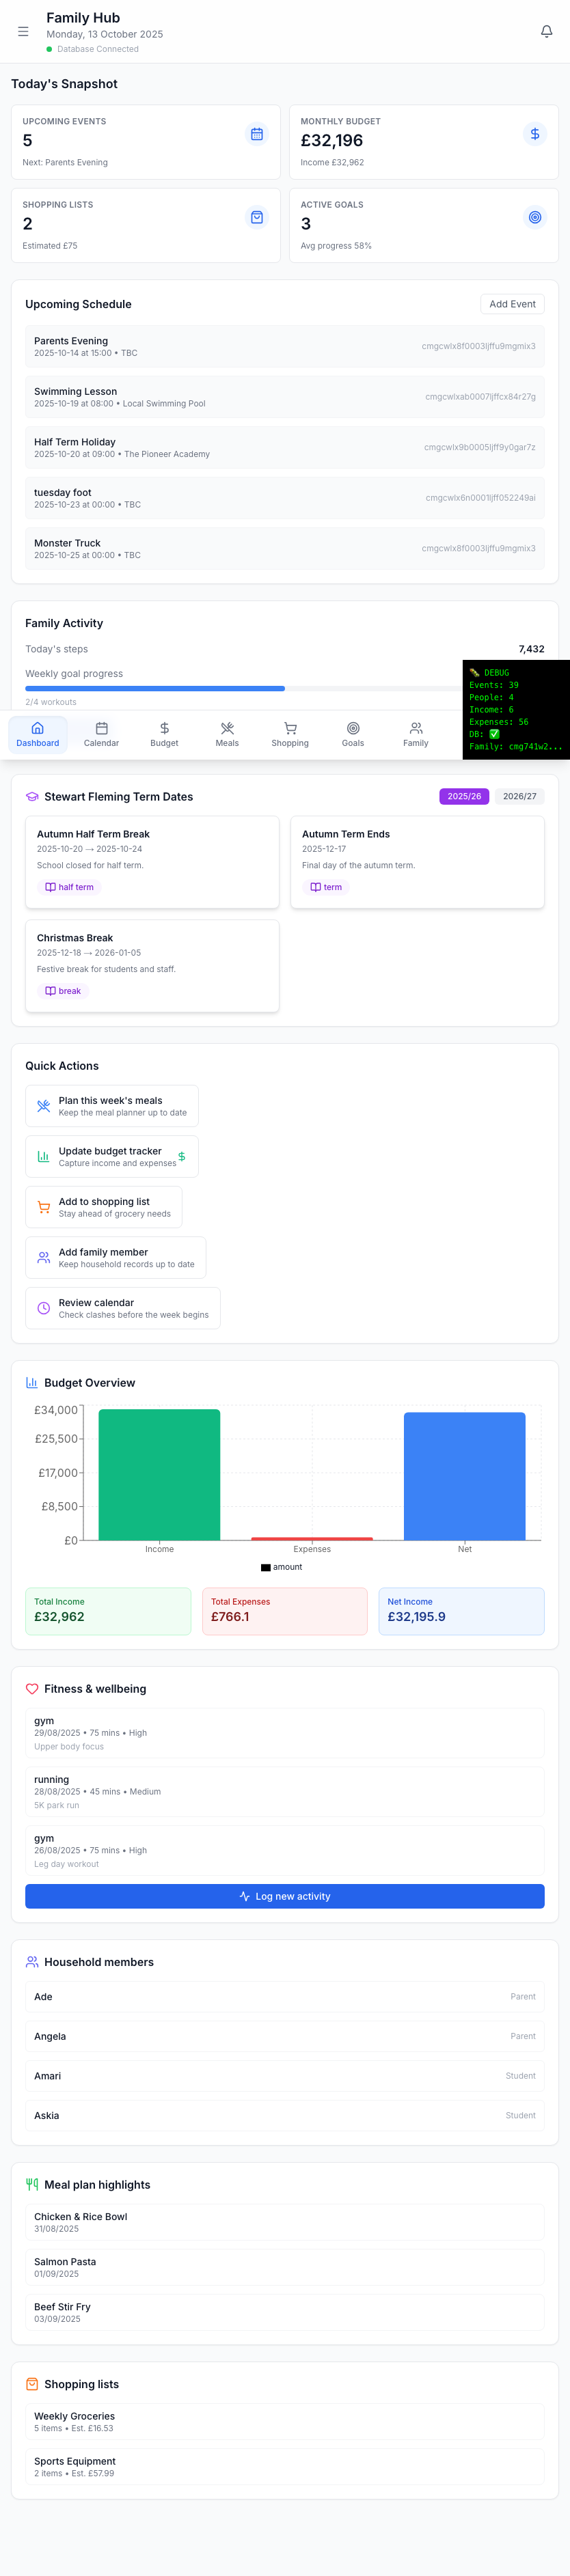 Family Hub
Monday, 13 October 2025
Database Connected
Today's Snapshot
UPCOMING EVENTS
5
Next: Parents Evening
MONTHLY BUDGET
£32,196
Income £32,962
SHOPPING LISTS
2
Estimated £75
ACTIVE GOALS
3
Avg progress 58%
Upcoming Schedule
Add Event
Parents Evening
2025-10-14 at 15:00 • TBC
cmgcwlx8f0003ljffu9mgmix3
Swimming Lesson
2025-10-19 at 08:00 • Local Swimming Pool
cmgcwlxab0007ljffcx84r27g
Half Term Holiday
2025-10-20 at 09:00 • The Pioneer Academy
cmgcwlx9b0005ljff9y0gar7z
tuesday foot
2025-10-23 at 00:00 • TBC
cmgcwlx6n0001ljff052249ai
Monster Truck
2025-10-25 at 00:00 • TBC
cmgcwlx8f0003ljffu9mgmix3
Family Activity
Today's steps
7,432
Weekly goal progress
2/4 workouts
DEBUG
Events: 39
People: 4
Income: 6
Expenses: 56
DB: ✅
Family: cmg741w2...
Dashboard
Calendar
Budget
Meals
Shopping
Goals
Family
Stewart Fleming Term Dates
2025/26
2026/27
Autumn Half Term Break
2025-10-20 → 2025-10-24
School closed for half term.
half term
Autumn Term Ends
2025-12-17
Final day of the autumn term.
term
Christmas Break
2025-12-18 → 2026-01-05
Festive break for students and staff.
break
Quick Actions
Plan this week's meals
Keep the meal planner up to date
Update budget tracker
Capture income and expenses
Add to shopping list
Stay ahead of grocery needs
Add family member
Keep household records up to date
Review calendar
Check clashes before the week begins
Budget Overview
£34,000
£25,500
£17,000
£8,500
£0
Income
Expenses
Net
amount
Total Income
£32,962
Total Expenses
£766.1
Net Income
£32,195.9
Fitness & wellbeing
gym
29/08/2025 • 75 mins • High
Upper body focus
running
28/08/2025 • 45 mins • Medium
5K park run
gym
26/08/2025 • 75 mins • High
Leg day workout
Log new activity
Household members
Ade
Parent
Angela
Parent
Amari
Student
Askia
Student
Meal plan highlights
Chicken & Rice Bowl
31/08/2025
Salmon Pasta
01/09/2025
Beef Stir Fry
03/09/2025
Shopping lists
Weekly Groceries
5 items • Est. £16.53
Sports Equipment
2 items • Est. £57.99